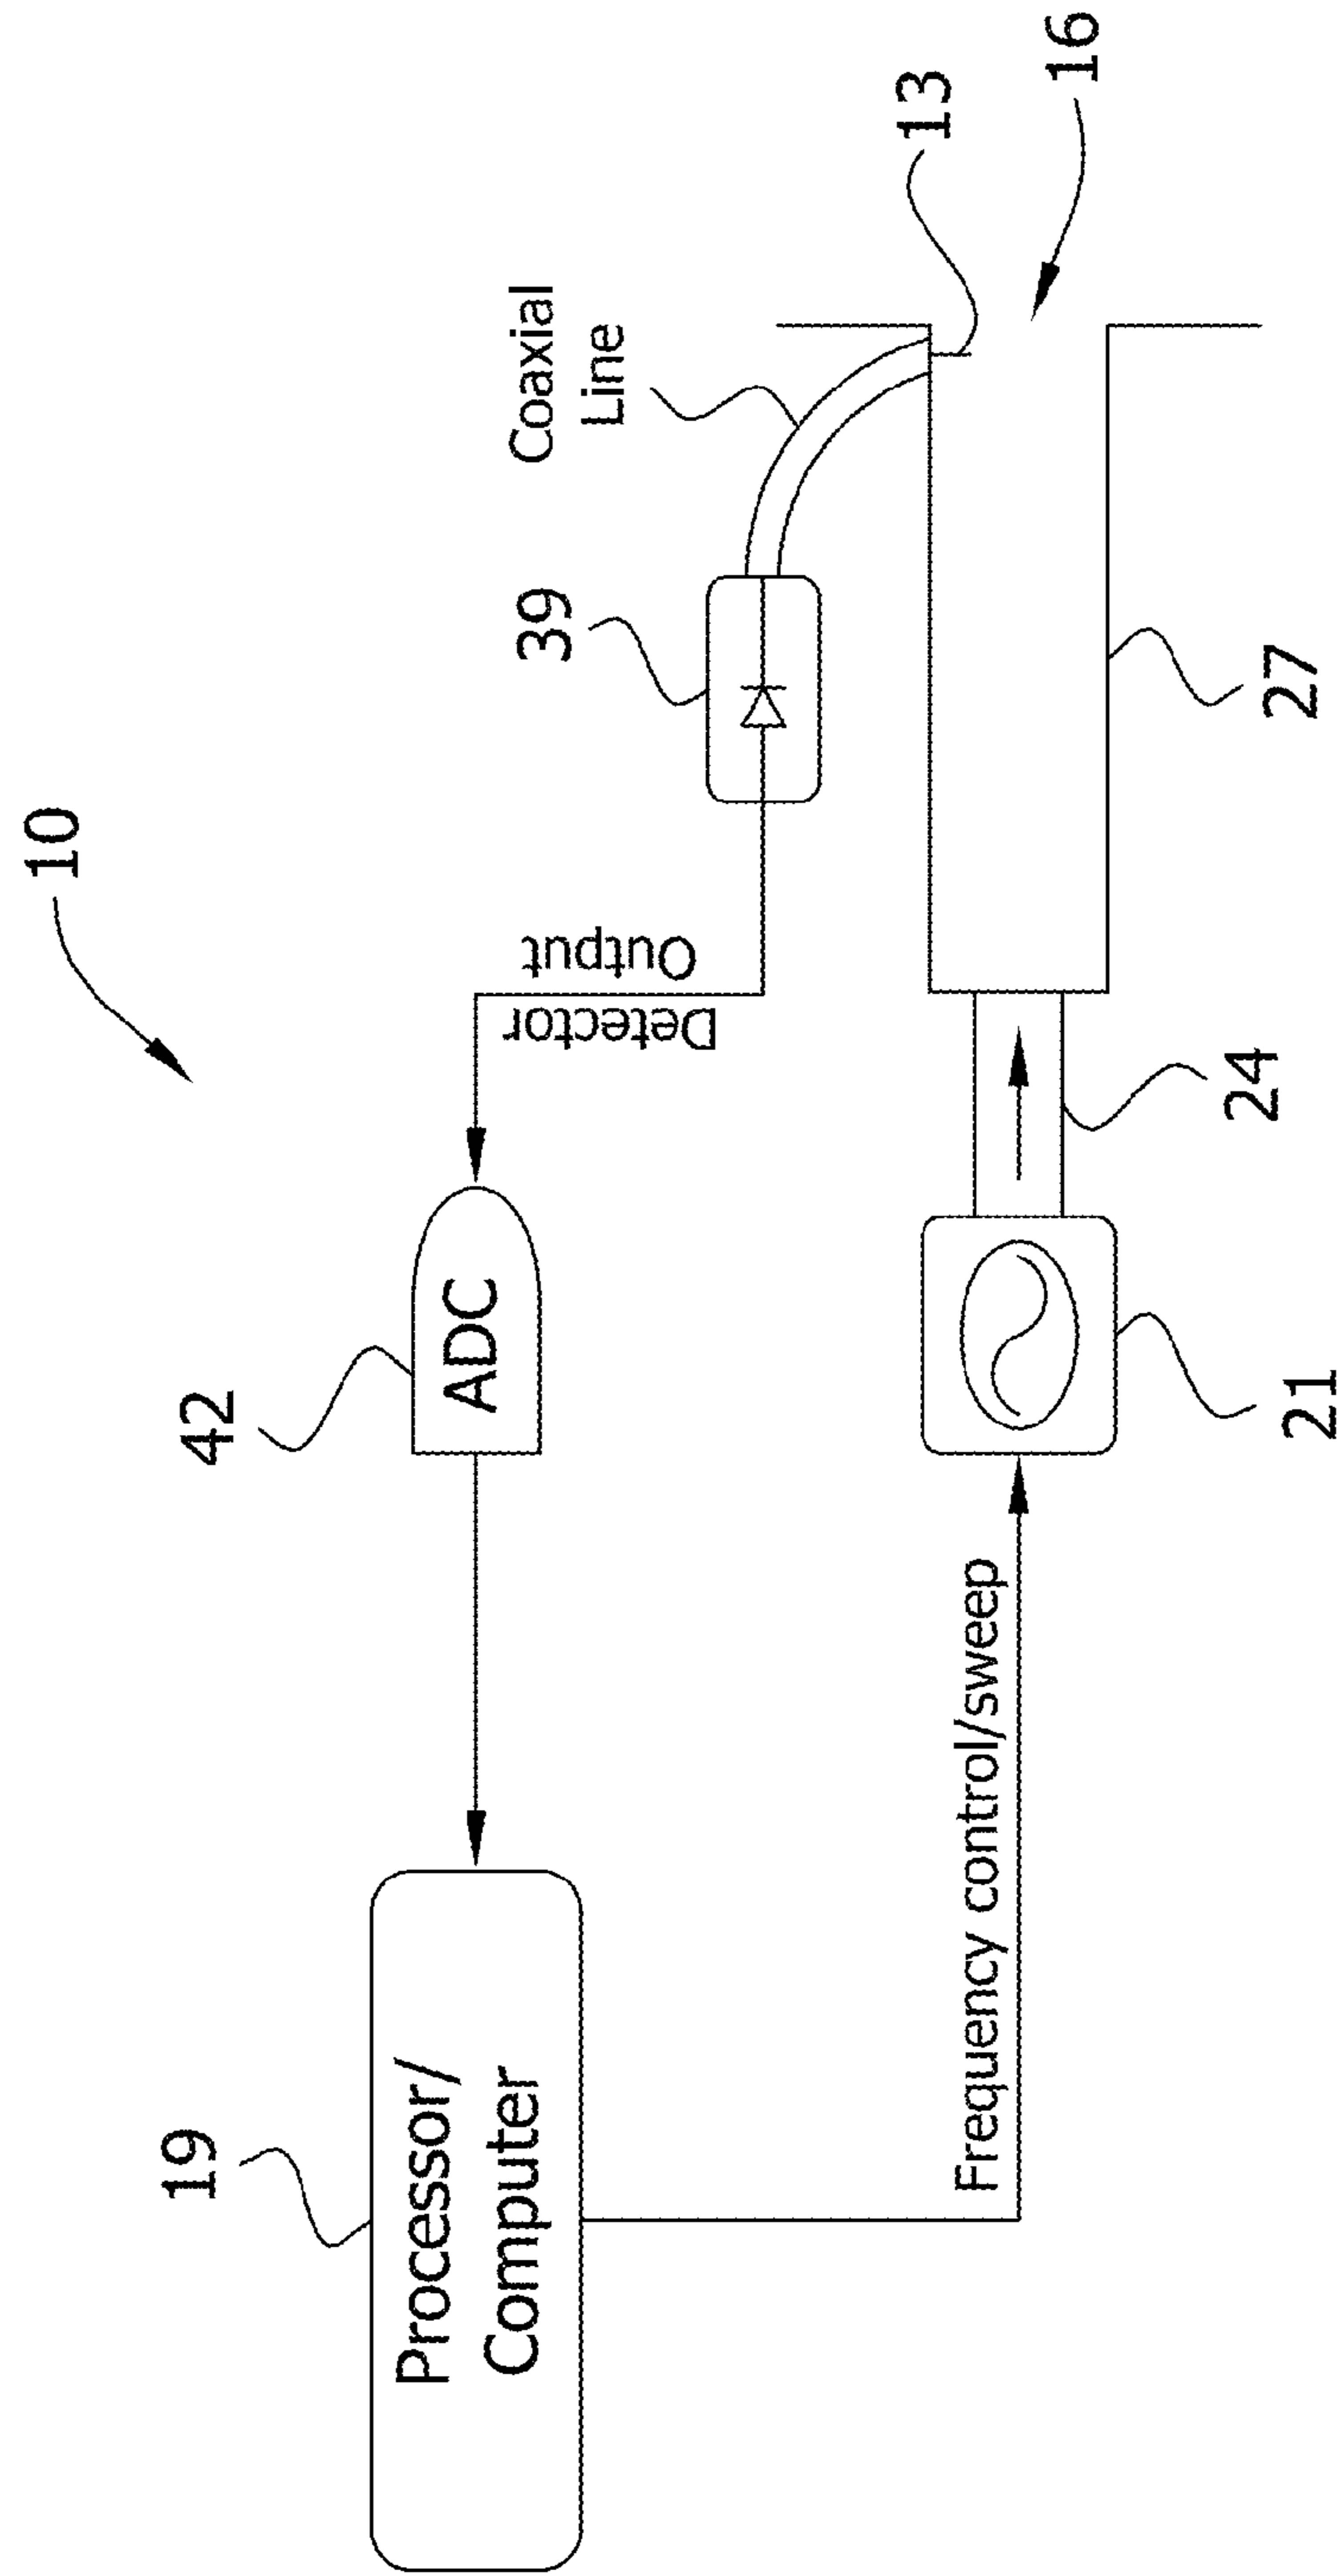 10
19
Processor/
Computer
42
ADC
Detector
Output
39
Coaxial
Line
13
16
Frequency control/sweep
21
24
27